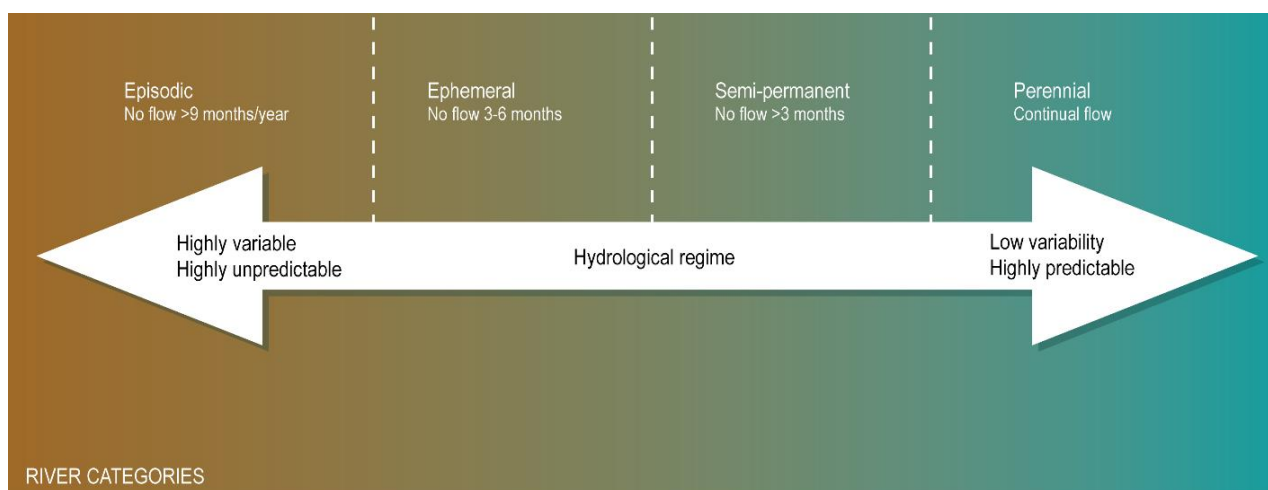 Episodic
No flow >9 months/year
Ephemeral
No flow 3-6 months
Semi-permanent
No flow >3 months
Perennial
Continual flow
Highly variable
Highly unpredictable
Hydrological regime
Low variability
Highly predictable
RIVER CATEGORIES